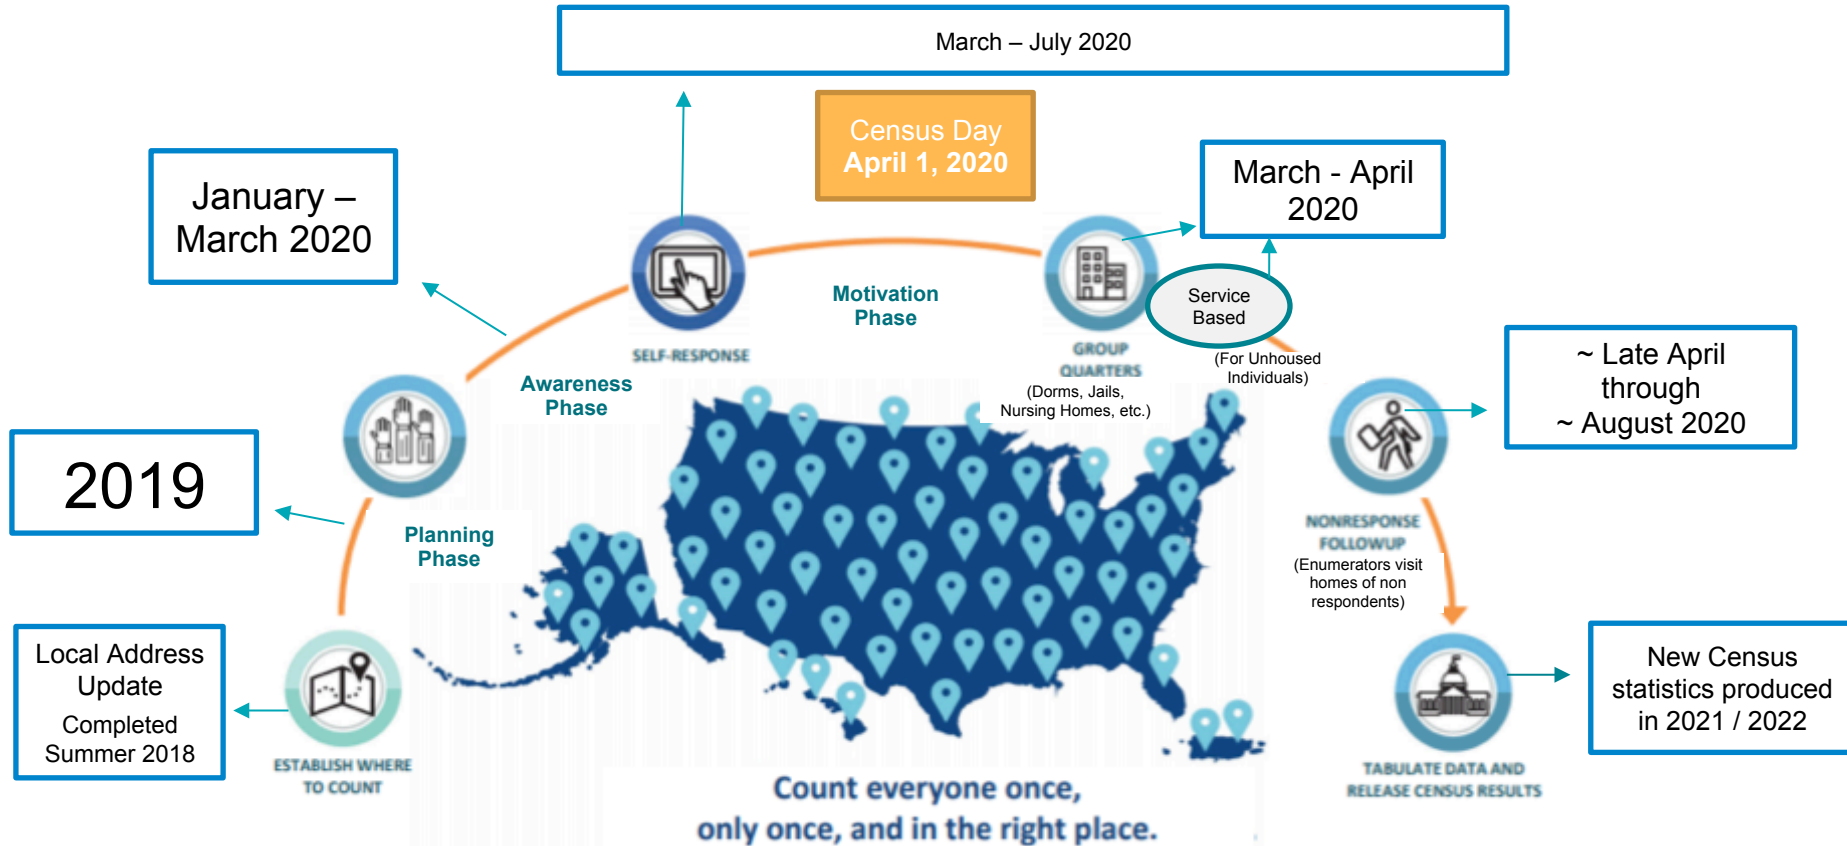 March – July 2020
Census Day
April 1, 2020
January –
March 2020
March - April
2020
Service
Based
Motivation
Phase
SELF-RESPONSE
GROUP
QUARTERS
(Dorms, Jails,
Nursing Homes, etc.)
(For Unhoused
Individuals)
Awareness
Phase
~ Late April
through
~ August 2020
2019
Planning
Phase
NONRESPONSE
FOLLOWUP
(Enumerators visit
homes of non
respondents)
Local Address
Update
Completed
Summer 2018
ESTABLISH WHERE
TO COUNT
New Census
statistics produced
in 2021 / 2022
TABULATE DATA AND
RELEASE CENSUS RESULTS
Count everyone once,
only once, and in the right place.